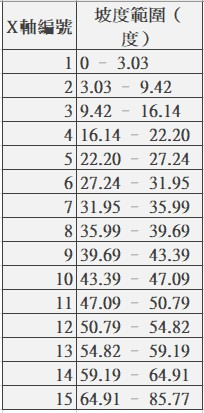 X軸編號 坡度範圍（
度）
1 0 – 3.03
2 3.03 – 9.42
3 9.42 – 16.14
4 16.14 – 22.20
5 22.20 – 27.24
6 27.24 – 31.95
7 31.95 – 35.99
8 35.99 – 39.69
9 39.69 – 43.39
10 43.39 – 47.09
11 47.09 – 50.79
12 50.79 – 54.82
13 54.82 – 59.19
14 59.19 – 64.91
15 64.91 – 85.77